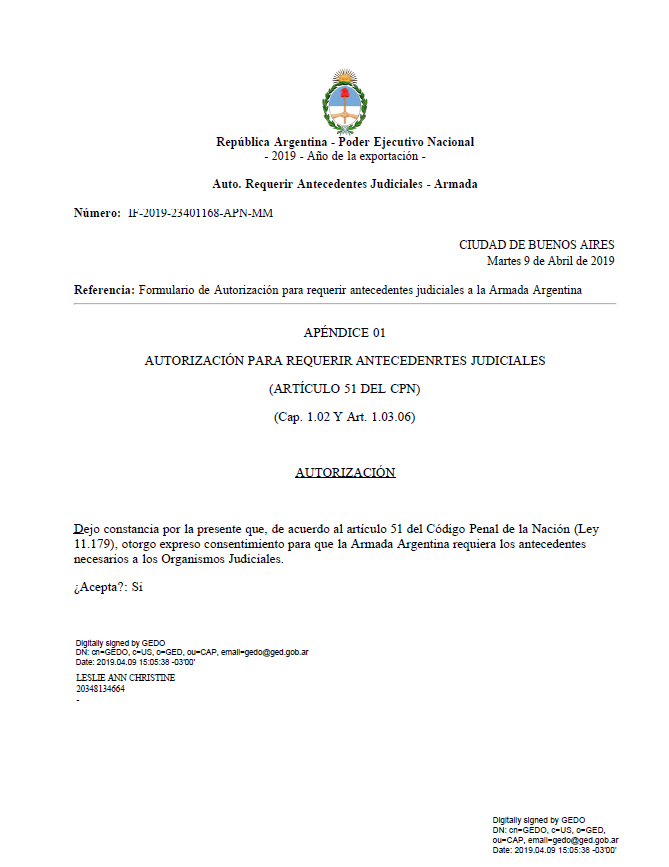 República Argentina - Poder Ejecutivo Nacional
- 2019 - Año de la exportación -
Auto. Requerir Antecedentes Judiciales - Armada
Número: IF-2019-23401168-APN-MM
CIUDAD DE BUENOS AIRES
Martes 9 de Abril de 2019
Referencia: Formulario de Autorización para requerir antecedentes judiciales a la Armada Argentina
APÉNDICE 01
AUTORIZACIÓN PARA REQUERIR ANTECEDENRTES JUDICIALES
(ARTÍCULO 51 DEL CPN)
(Cap. 1.02 Y Art. 1.03.06)
AUTORIZACIÓN
Dejo constancia por la presente que, de acuerdo al artículo 51 del Código Penal de la Nación (Ley
11.179), otorgo expreso consentimiento para que la Armada Argentina requiera los antecedentes
necesarios a los Organismos Judiciales.
¿Acepta?: Si
Digitally signed by GEDO
DN: cn=GEDO, c=US, o=GED, ou=CAP, email=gedo@ged.gob.ar
Date: 2019.04.09 15:05:38 -03'00'
LESLIE ANN CHRISTINE
20348134664
-
Digitally signed by GEDO
DN: cn=GEDO, c=US, o=GED,
ou=CAP, email=gedo@ged.gob.ar
Date: 2019.04.09 15:05:38 -03'00'